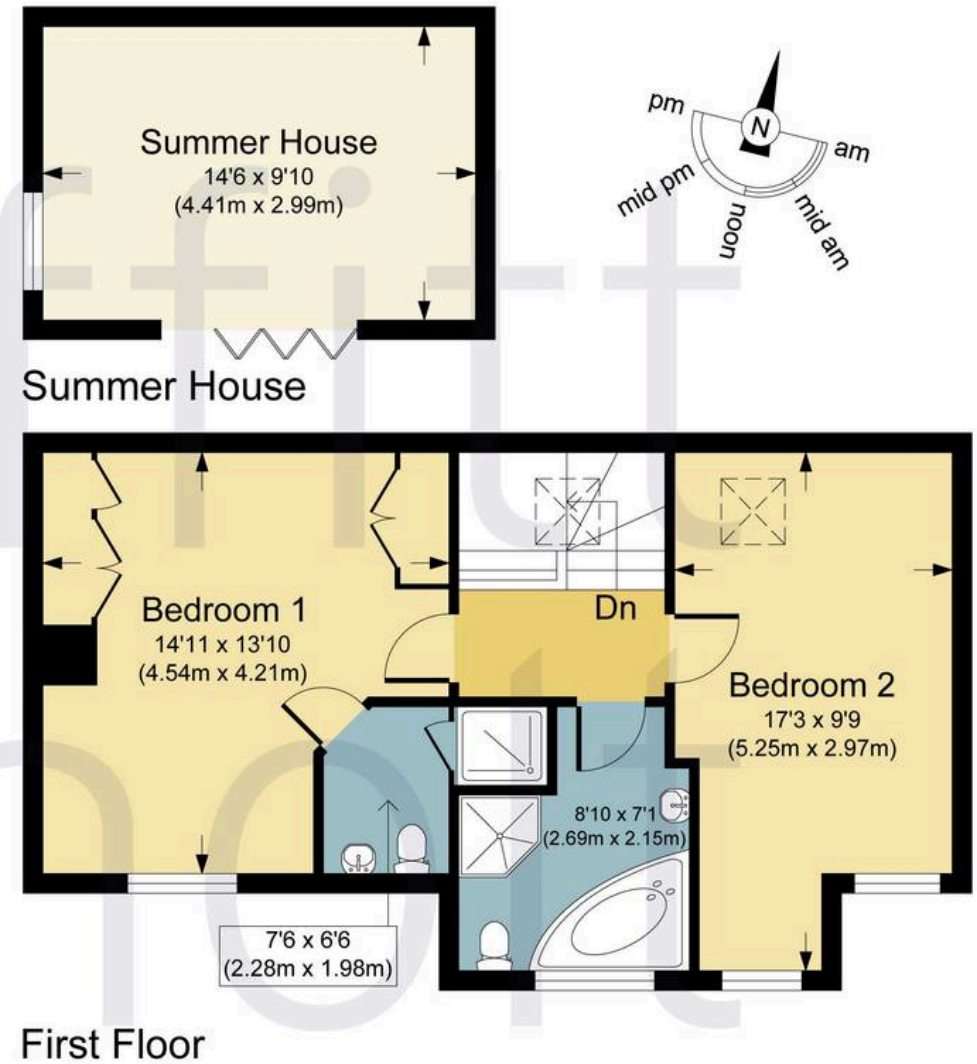 Summer House
14'6 x 9'10
(4.41m x 2.99m)
N
pm
am
mid pm
mid am
noon
Summer House
Bedroom 1
14'11 x 13'10
(4.54m x 4.21m)
Dn
Bedroom 2
17'3 x 9'9
(5.25m x 2.97m)
8'10 x 7'1
(2.69m x 2.15m)
7'6 x 6'6
(2.28m x 1.98m)
First Floor